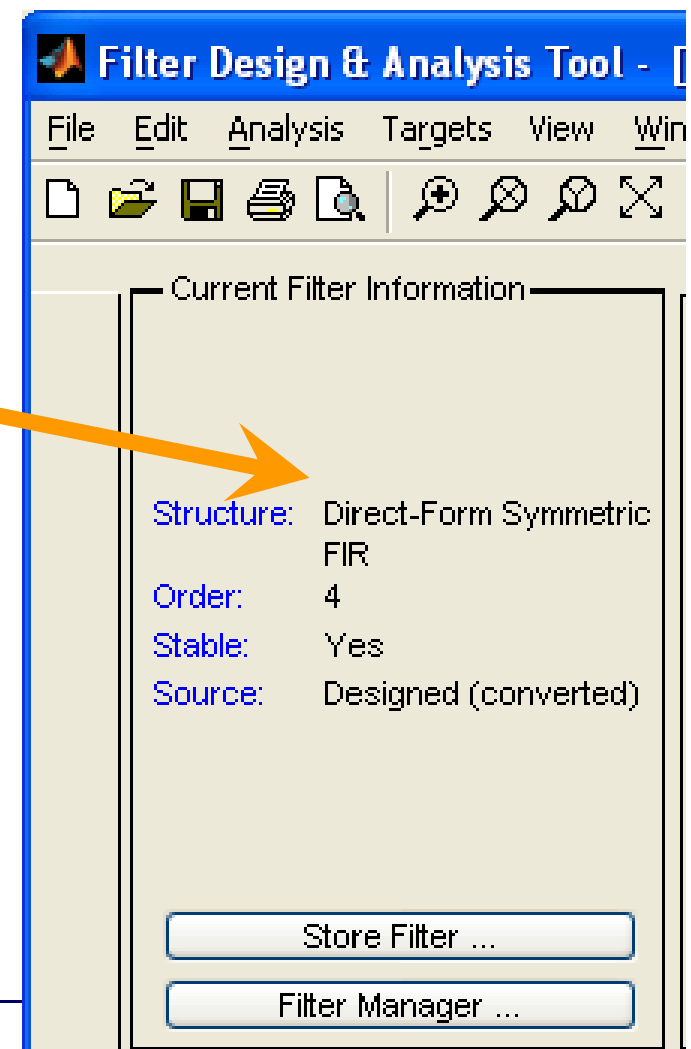 Filter Design & Analysis Tool - [
File Edit Analysis Targets View Win
Current Filter Information
Structure: Direct-Form Symmetric
FIR
Order: 4
Stable: Yes
Source: Designed (converted)
Store Filter ...
Filter Manager ...